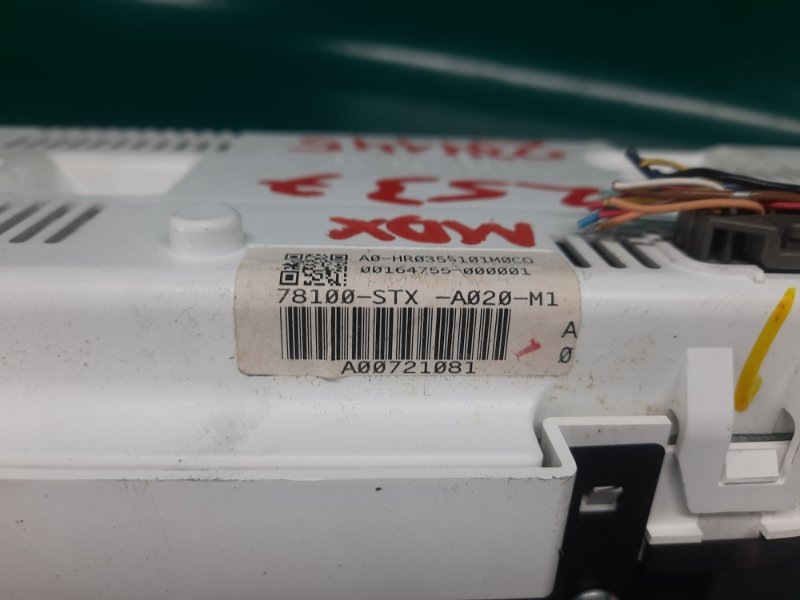 MDX
A0-HR0355101M0C0
00164755-000001
78100-STX -A020-M1
A00721081
A
0